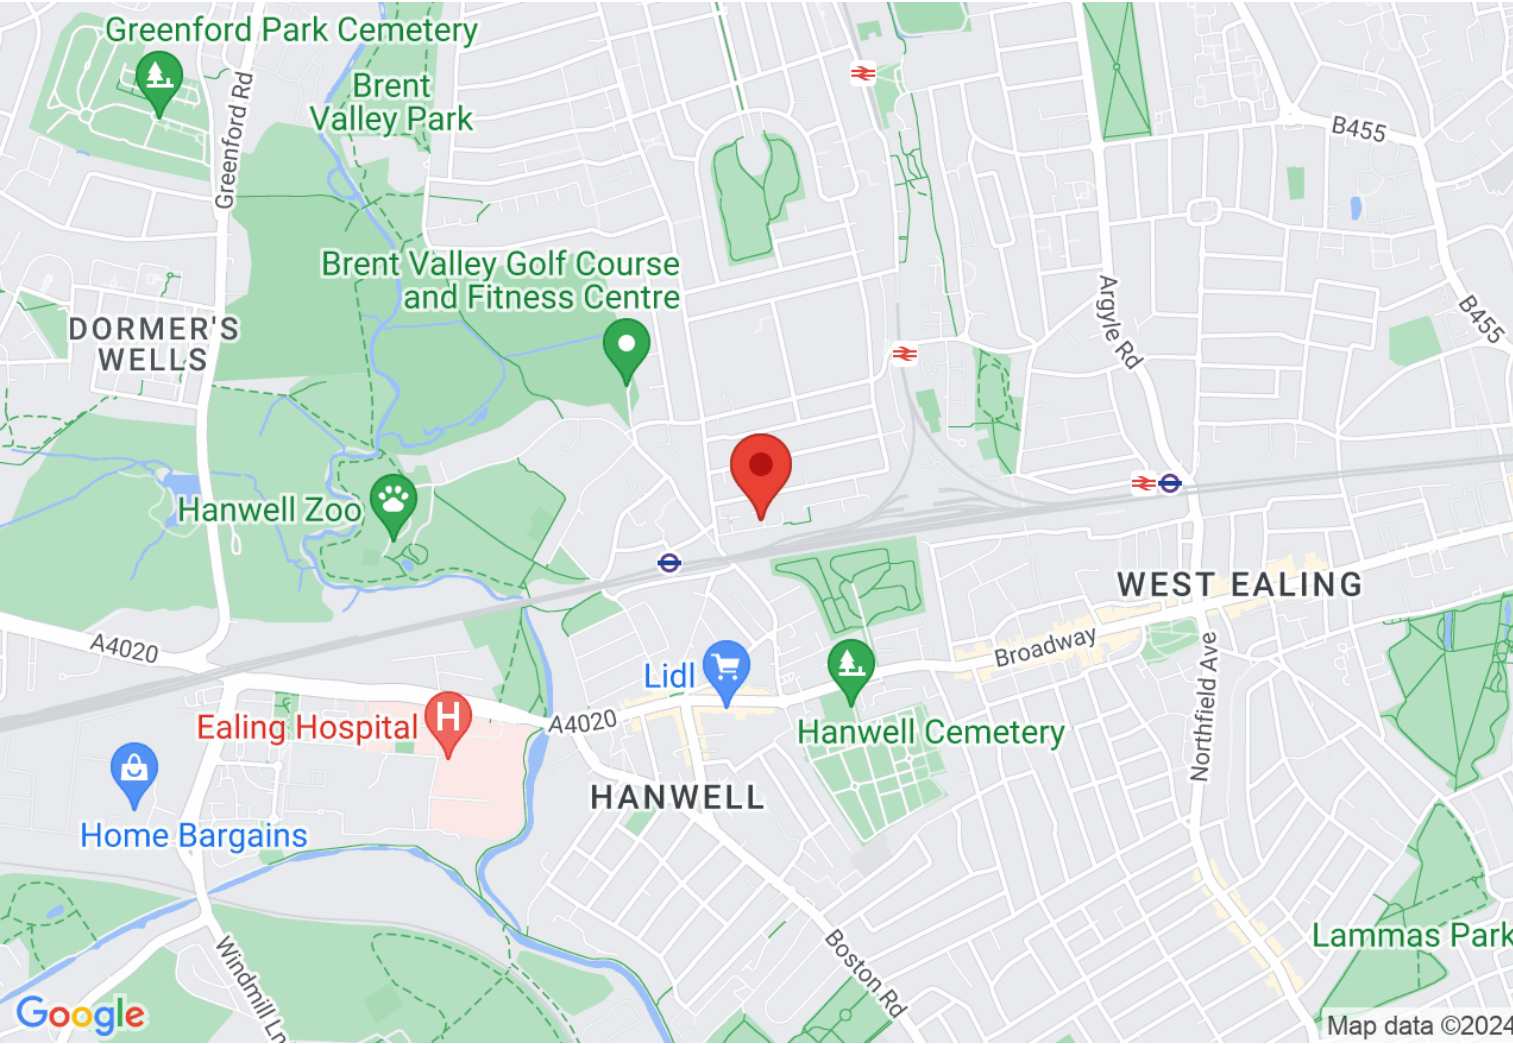 Greenford Park Cemetery
Greenford Rd
Brent
Valley Park
B455
Brent Valley Golf Course
and Fitness Centre
Argyle Rd
B455
DORMER'S
WELLS
Hanwell Zoo
WEST EALING
A4020
Broadway
Northfield Ave
Lidl
Ealing Hospital
H
A4020
Hanwell Cemetery
HANWELL
Home Bargains
Lammas Park
Boston Rd
Windmill Ln
Google
Map data ©2024